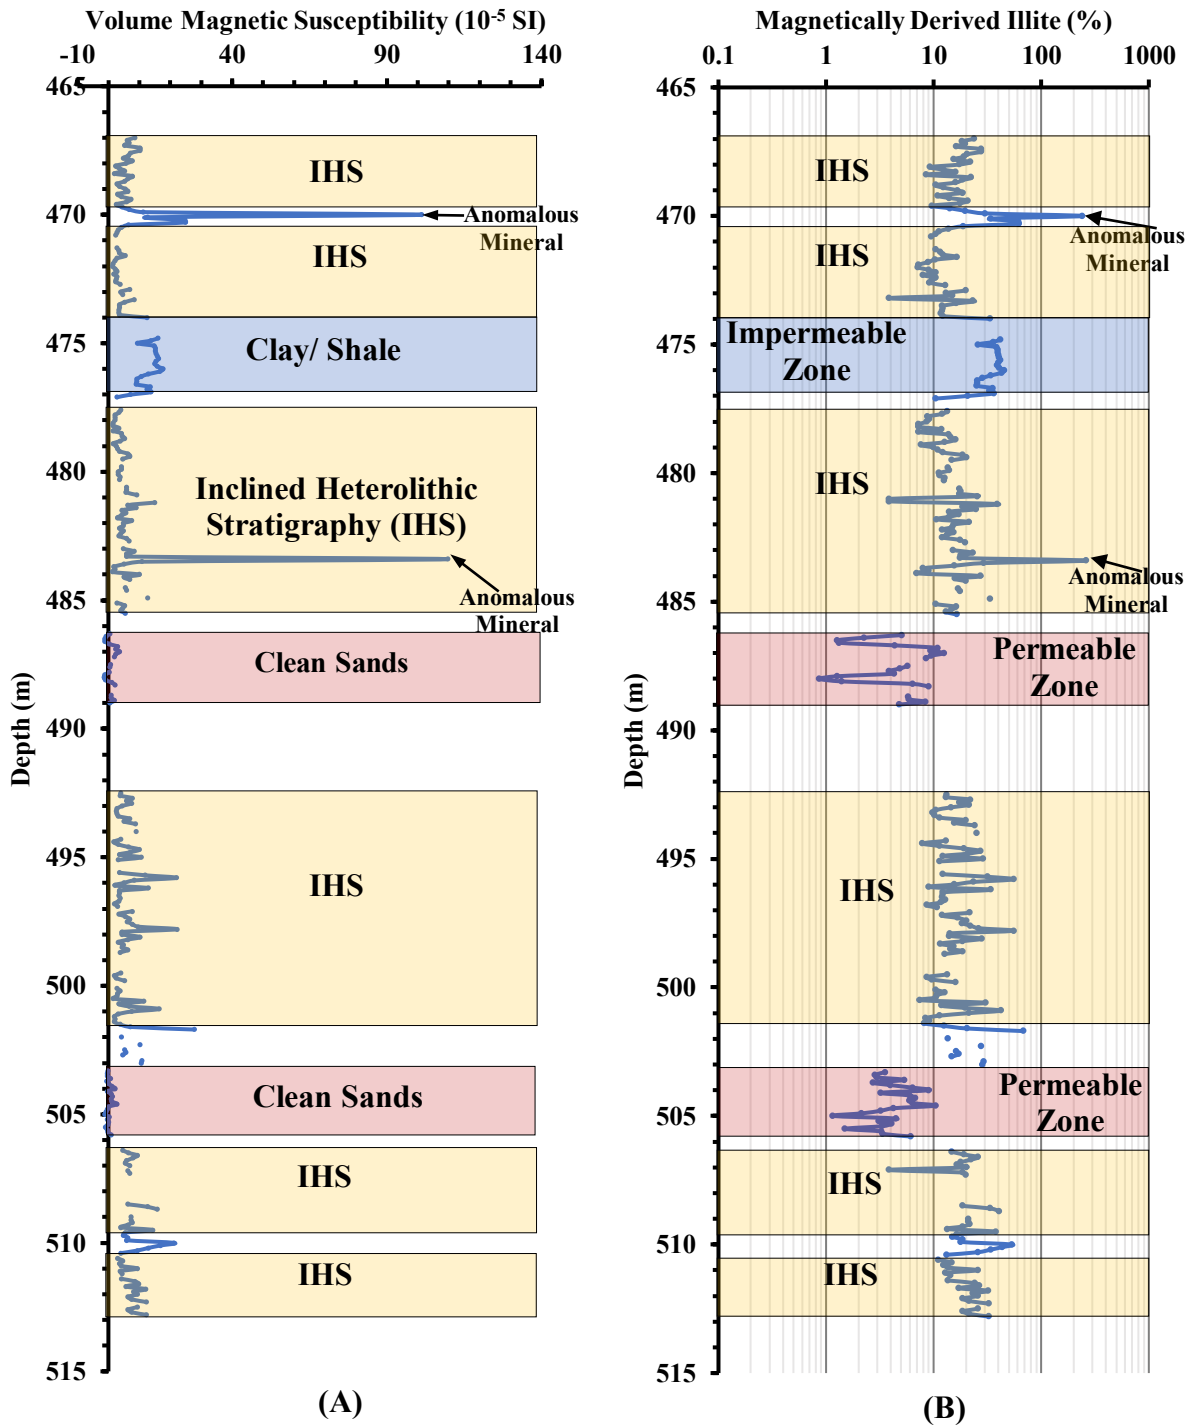 Volume Magnetic Susceptibility (10-5 SI)
-10 40 90 140
465
470
475
480
485
490
495
500
505
510
515
Depth (m)
IHS
Anomalous
Mineral
IHS
Clay/ Shale
Inclined Heterolithic
Stratigraphy (IHS)
Anomalous
Mineral
Clean Sands
IHS
Clean Sands
IHS
IHS
(A)
Magnetically Derived Illite (%)
0.1 1 10 100 1000
465
470
475
480
485
490
495
500
505
510
515
Depth (m)
IHS
Anomalous
Mineral
IHS
Impermeable
Zone
IHS
Anomalous
Mineral
Permeable
Zone
IHS
Permeable
Zone
IHS
IHS
(B)